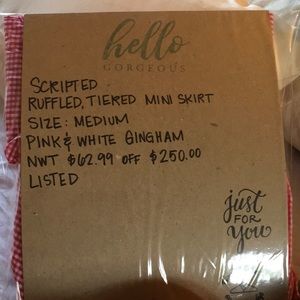 hello
GORGEOUS
SCRIPTED
RUFFLED, TIERED MINI SKIRT
SIZE: MEDIUM
PINK & WHITE GINGHAM
NWT $62.99 OFF $250.00
LISTED
just
FOR
you